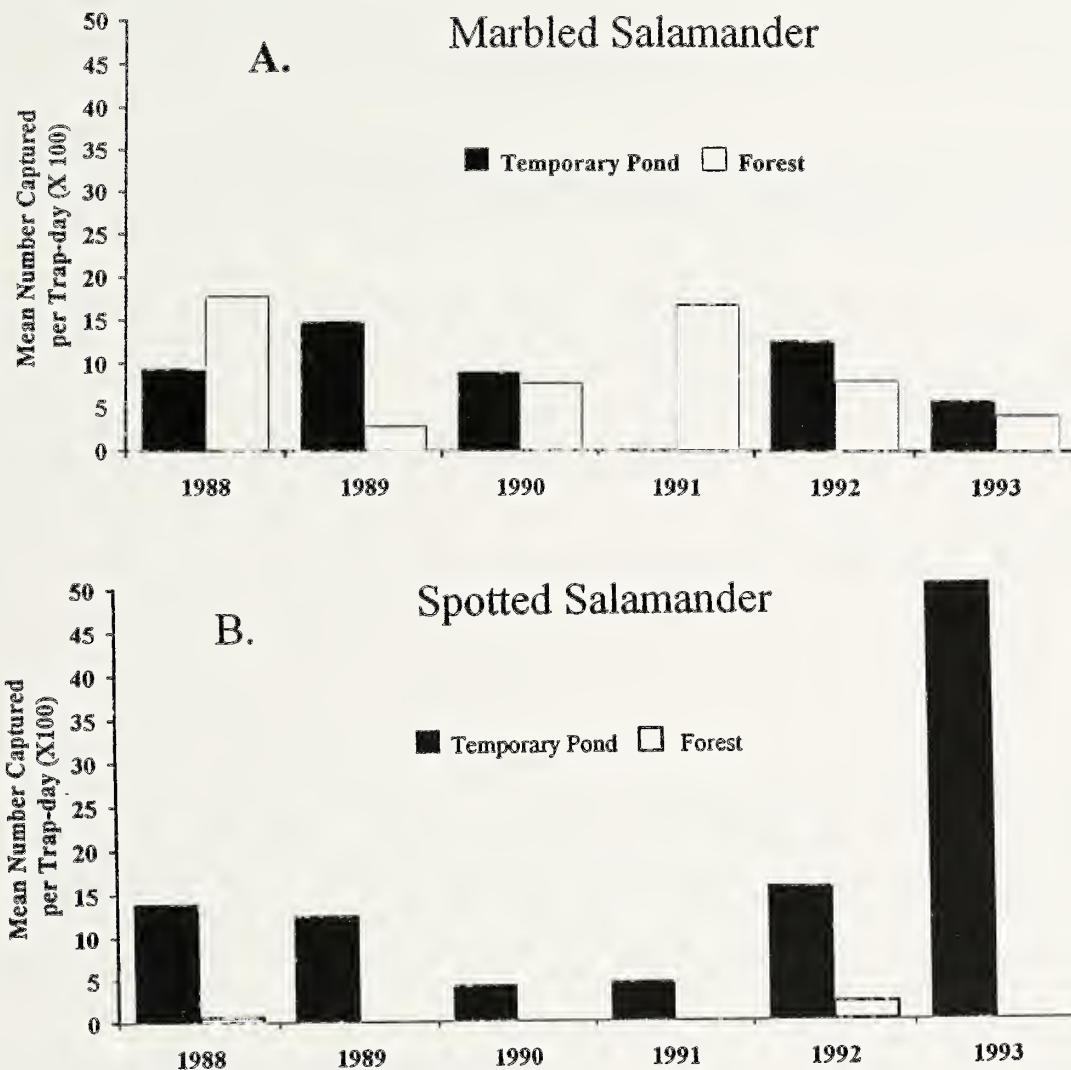 Marbled Salamander
A.
Mean Number Captured
per Trap-day (X 100)
50
45
40
35
30
25
20
15
10
5
0
Temporary Pond
Forest
1988 1989 1990 1991 1992 1993
Spotted Salamander
B.
Mean Number Captured
per Trap-day (X100)
50
45
40
35
30
25
20
15
10
5
0
Temporary Pond
Forest
1988 1989 1990 1991 1992 1993